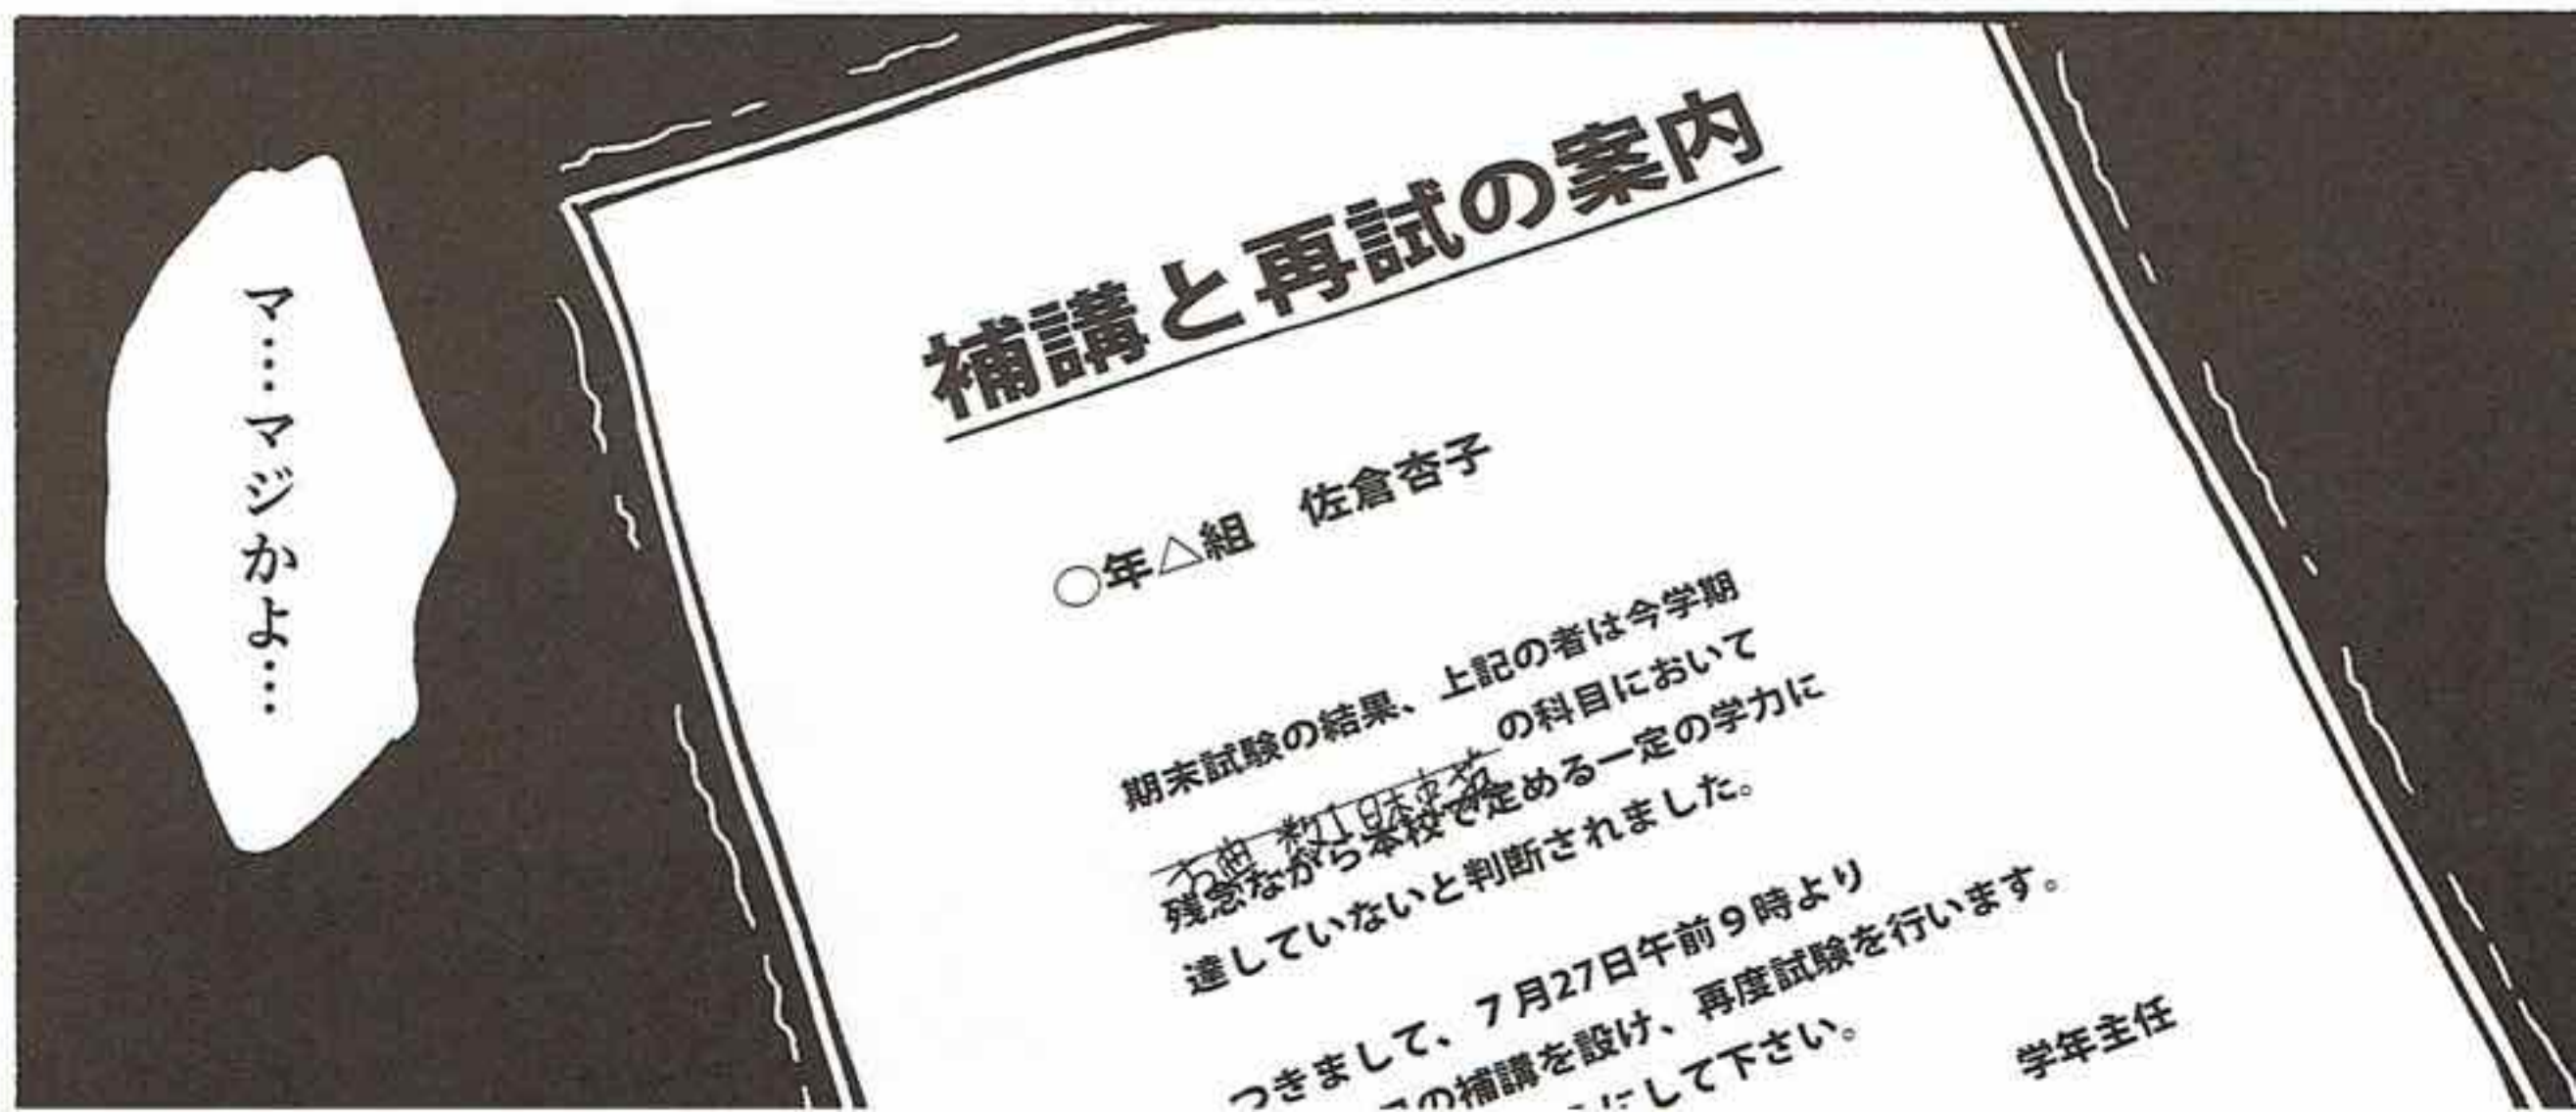 補講と再試の案内
○年△組 佐倉杏子
期末試験の結果、上記の者は今学期
古典 数I 日本史 の科目において
残念ながら本校で定める一定の学力に
達していないと判断されました。
つきまして、7月27日午前9時より
の補講を設け、再度試験を行います。
にして下さい。
学年主任
マ…マジかよ…